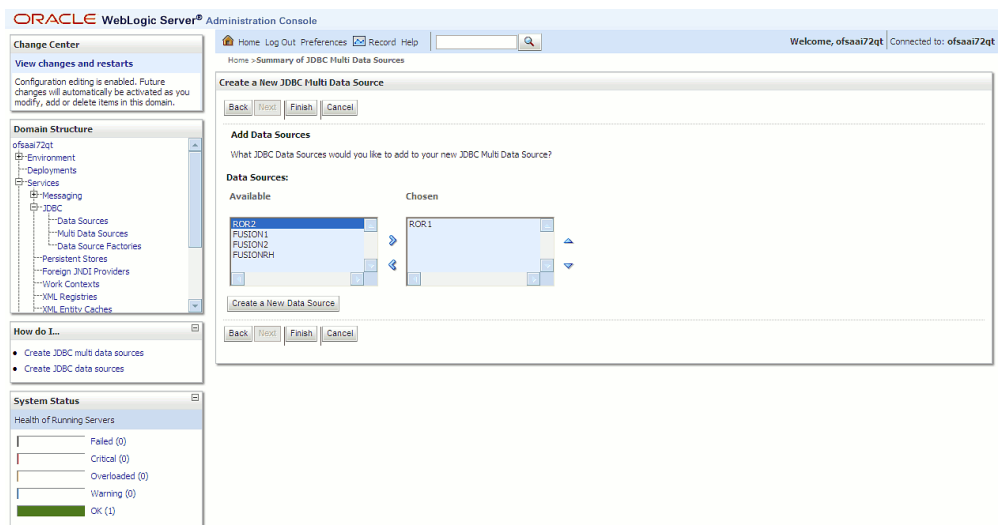 ORACLE WebLogic Server® Administration Console
Change Center
View changes and restarts
Configuration editing is enabled. Future
changes will automatically be activated as you
modify, add or delete items in this domain.
Domain Structure
ofsaai72qt
Environment
Deployments
Services
Messaging
JDBC
Data Sources
Multi Data Sources
Data Source Factories
Persistent Stores
Foreign JNDI Providers
Work Contexts
XML Registries
XML Entity Caches
How do I...
Create JDBC multi data sources
Create JDBC data sources
System Status
Health of Running Servers
Failed (0)
Critical (0)
Overloaded (0)
Warning (0)
OK (1)
Home Log Out Preferences Record Help
Welcome, ofsaai72qt Connected to: ofsaai72qt
Home >Summary of JDBC Multi Data Sources
Create a New JDBC Multi Data Source
Back Next Finish Cancel
Add Data Sources
What JDBC Data Sources would you like to add to your new JDBC Multi Data Source?
Data Sources:
Available Chosen
ROR2 ROR1
FUSION1
FUSION2
FUSIONRH
Create a New Data Source
Back Next Finish Cancel